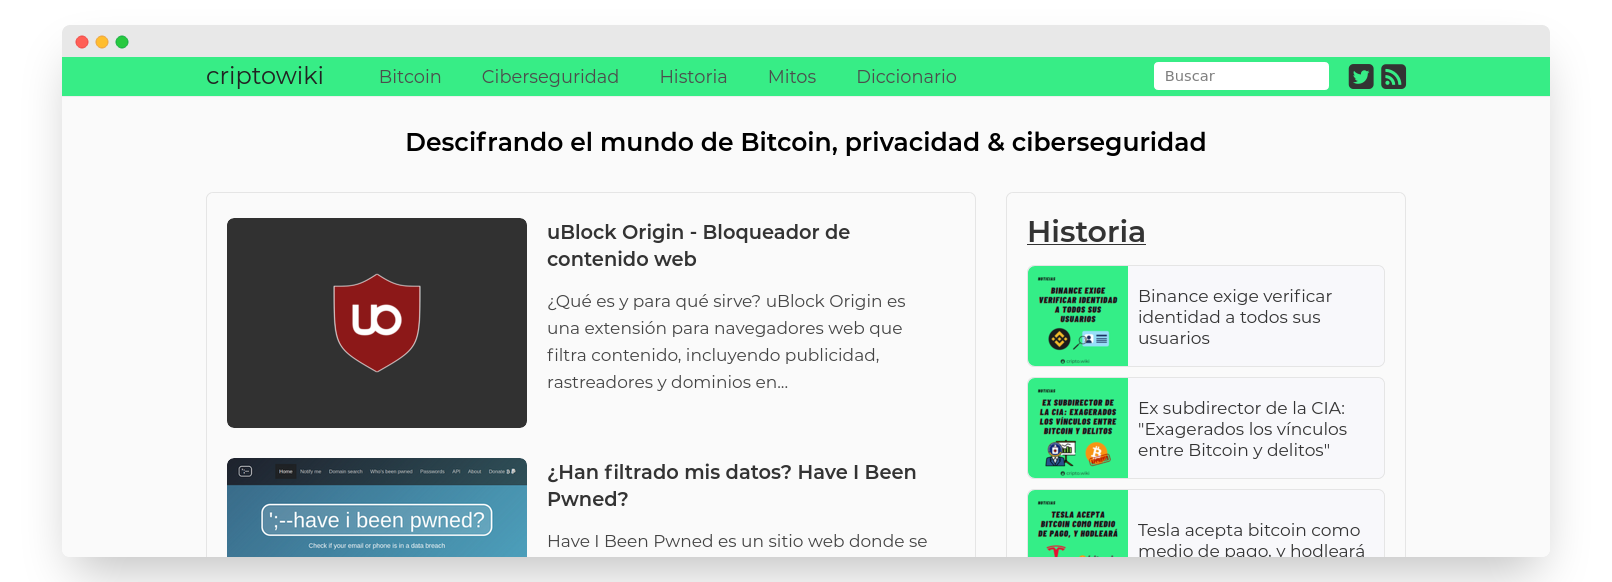 criptowiki Bitcoin Ciberseguridad Historia Mitos Diccionario Buscar
Descifrando el mundo de Bitcoin, privacidad & ciberseguridad
uo
uBlock Origin - Bloqueador de
contenido web
¿Qué es y para qué sirve? uBlock Origin es
una extensión para navegadores web que
filtra contenido, incluyendo publicidad,
rastreadores y dominios en...
Home Notify me Domain search Who's been pwned Passwords API About Donate
';--have i been pwned?
Check if your email or phone is in a data breach
¿Han filtrado mis datos? Have I Been
Pwned?
Have I Been Pwned es un sitio web donde se
Historia
NOTICIAS
BINANCE EXIGE
VERIFICAR IDENTIDAD
A TODOS SUS
USUARIOS
cripto.wiki
Binance exige verificar
identidad a todos sus
usuarios
NOTICIAS
EX SUBDIRECTOR DE
LA CIA: EXAGERADOS
LOS VÍNCULOS ENTRE
BITCOIN Y DELITOS
cripto.wiki
Ex subdirector de la CIA:
"Exagerados los vínculos
entre Bitcoin y delitos"
NOTICIAS
TESLA ACEPTA
BITCOIN COMO MEDIO
DE PAGO, Y HODLEARÁ
Tesla acepta bitcoin como
medio de pago, y hodleará